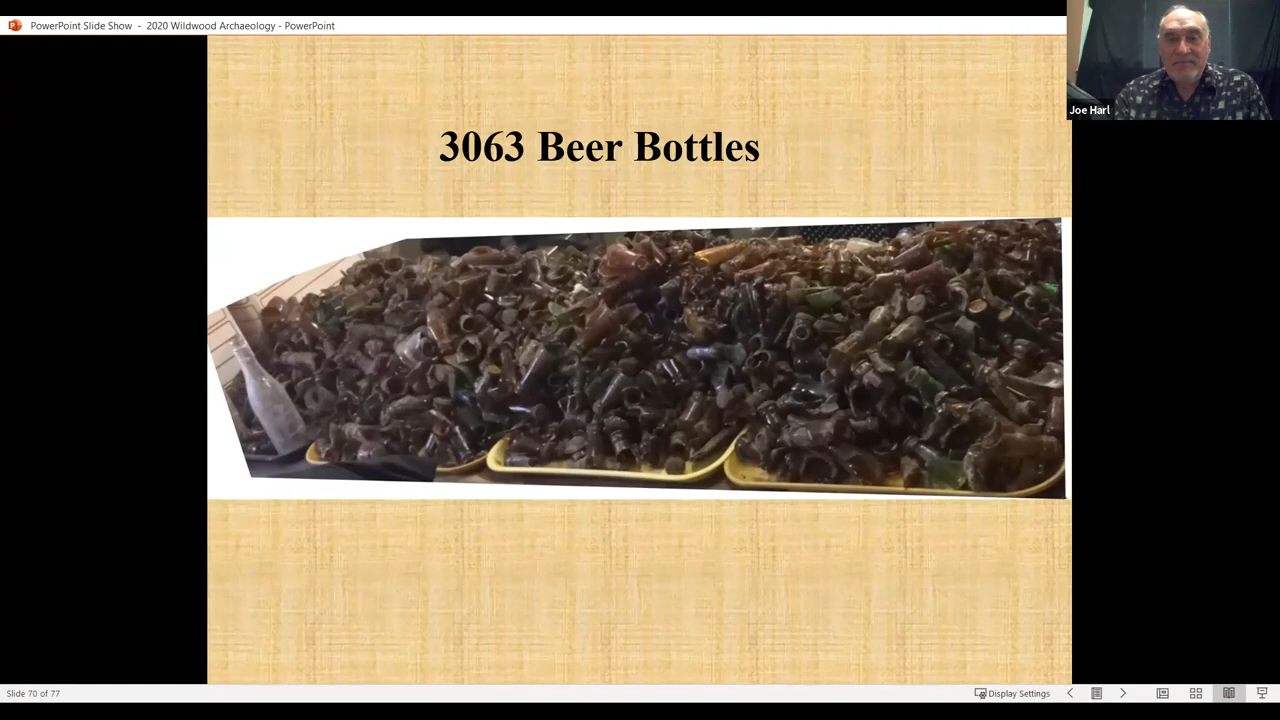 PowerPoint Slide Show - 2020 Wildwood Archaeology - PowerPoint
Joe Harl
3063 Beer Bottles
Slide 70 of 77
Display Settings